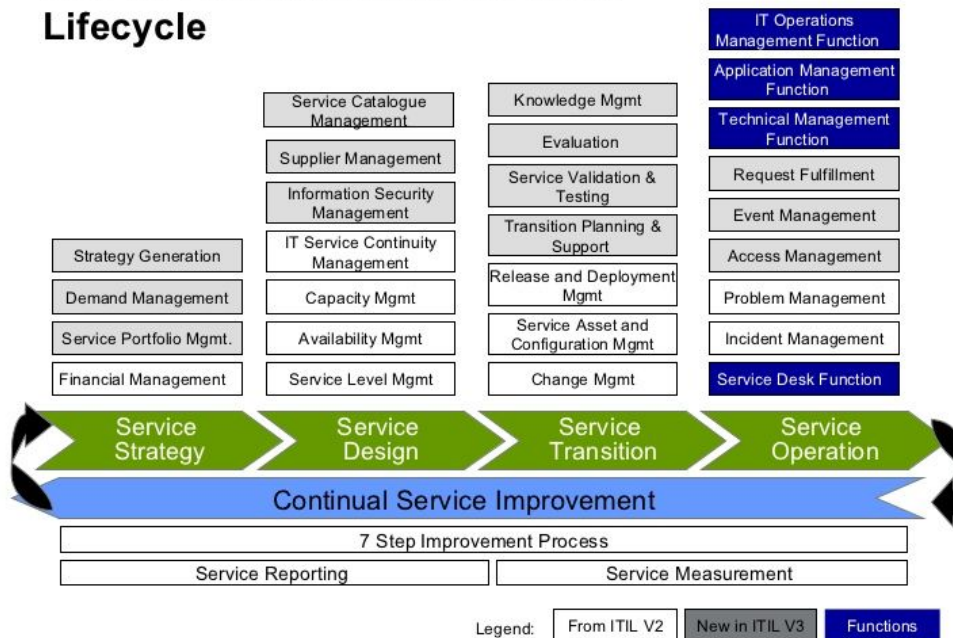 Lifecycle
Strategy Generation
Demand Management
Service Portfolio Mgmt.
Financial Management
Service Catalogue
Management
Supplier Management
Information Security
Management
IT Service Continuity
Management
Capacity Mgmt
Availability Mgmt
Service Level Mgmt
Knowledge Mgmt
Evaluation
Service Validation &
Testing
Transition Planning &
Support
Release and Deployment
Mgmt
Service Asset and
Configuration Mgmt
Change Mgmt
IT Operations
Management Function
Application Management
Function
Technical Management
Function
Request Fulfillment
Event Management
Access Management
Problem Management
Incident Management
Service Desk Function
Service
Strategy
Service
Design
Service
Transition
Service
Operation
Continual Service Improvement
7 Step Improvement Process
Service Reporting
Service Measurement
Legend:
From ITIL V2
New in ITIL V3
Functions